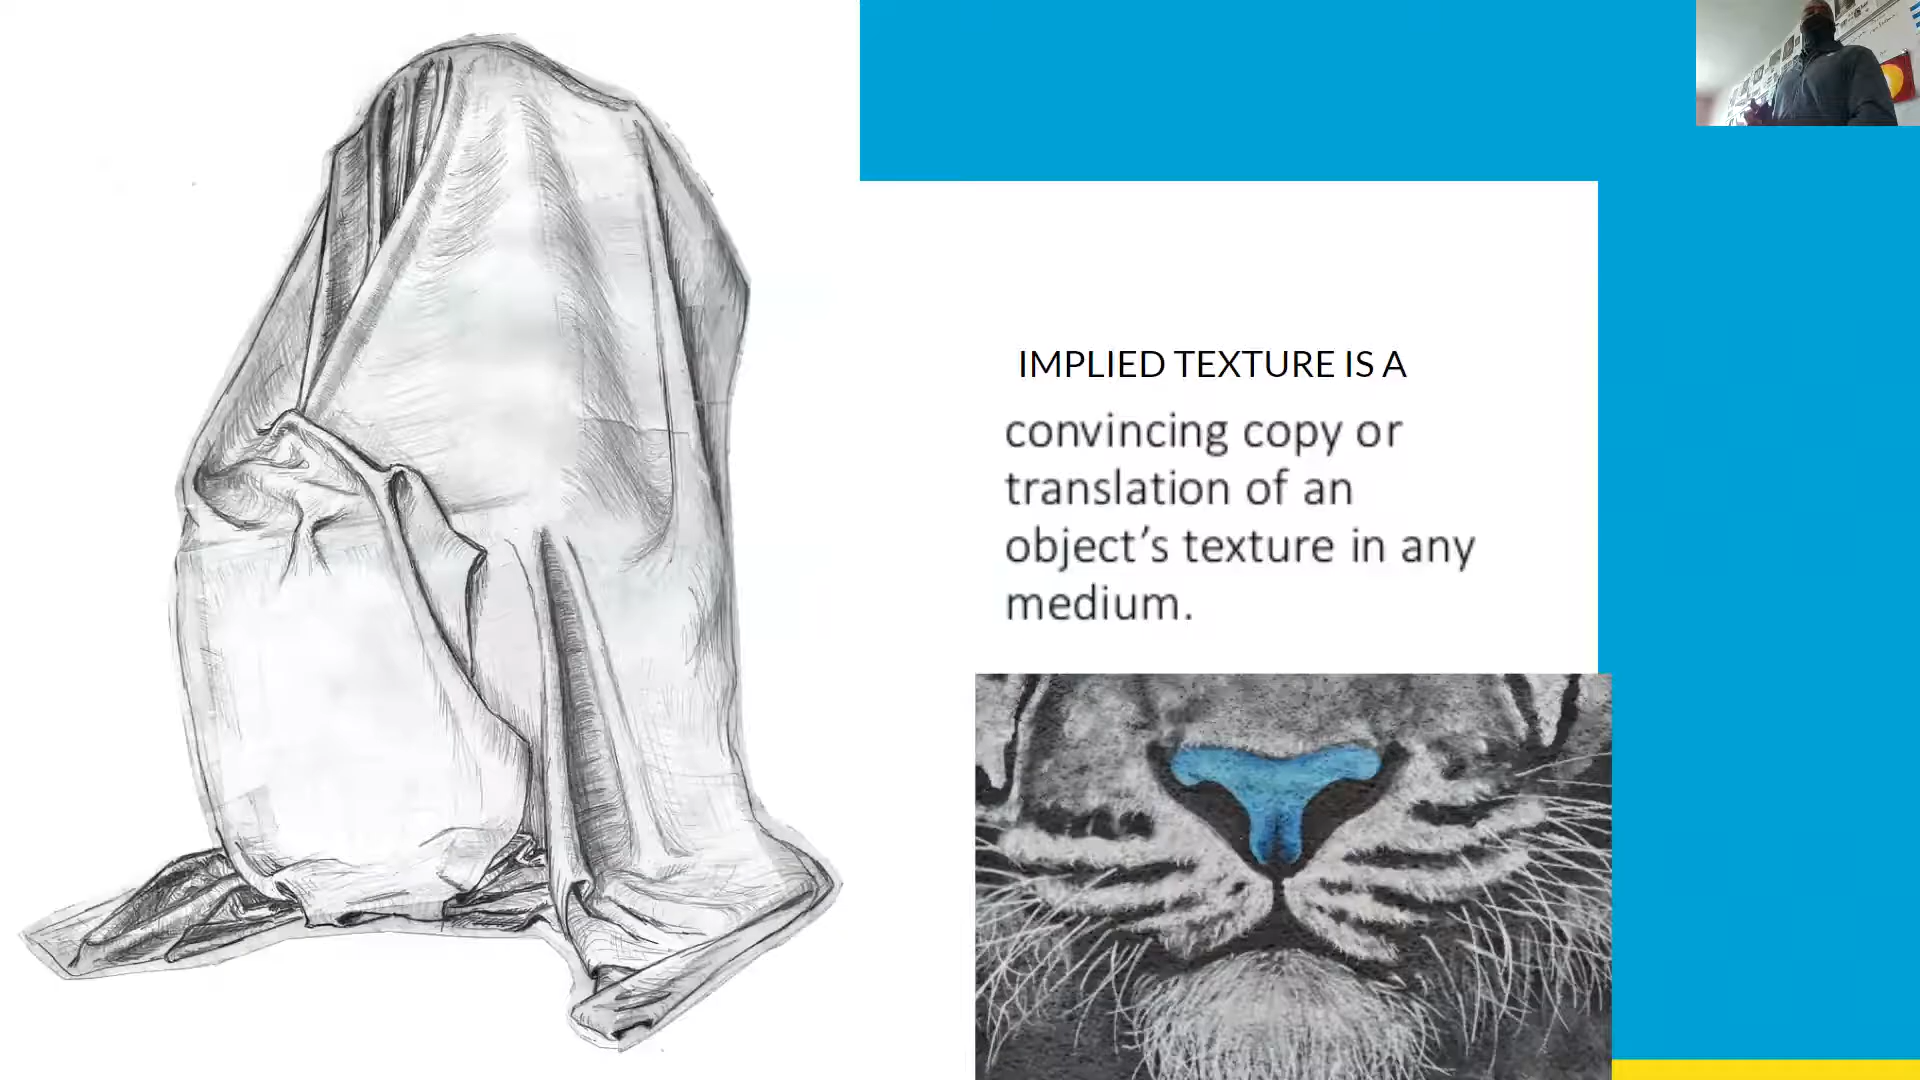 IMPLIED TEXTURE IS A
convincing copy or
translation of an
object’s texture in any
medium.